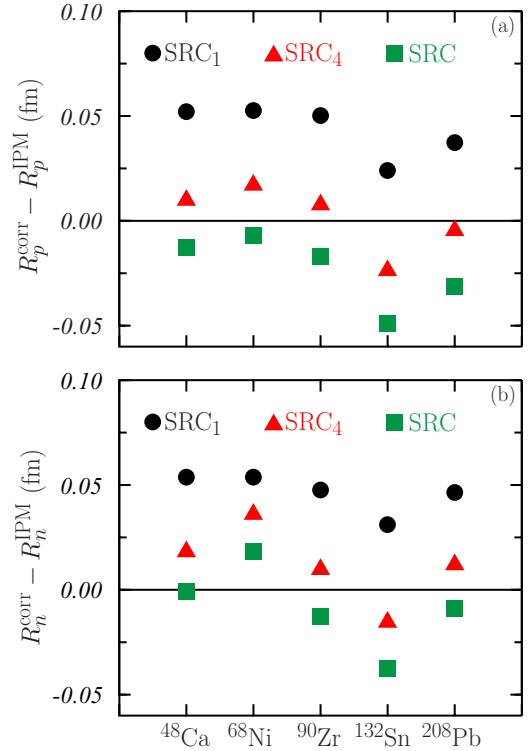 0.10
(a)
SRC₁ SRC₄ SRC
0.05
0.00
-0.05
R_p^corr − R_p^IPM (fm)
0.10
(b)
SRC₁ SRC₄ SRC
0.05
0.00
-0.05
R_n^corr − R_n^IPM (fm)
⁴⁸Ca ⁶⁸Ni ⁹⁰Zr ¹³²Sn ²⁰⁸Pb